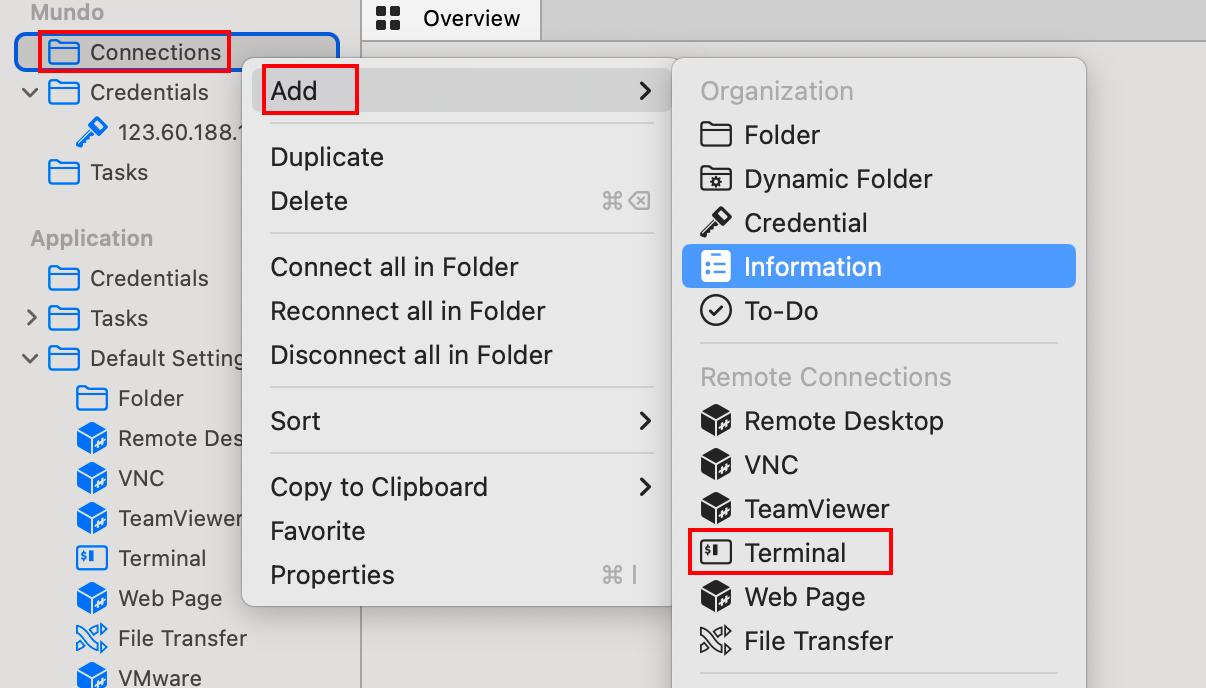 Mundo
Connections
Credentials
123.60.188.1
Tasks
Application
Credentials
Tasks
Default Setting
Folder
Remote Des
VNC
TeamViewer
Terminal
Web Page
File Transfer
VMware
Overview
Add
Duplicate
Delete ⌘⌫
Connect all in Folder
Reconnect all in Folder
Disconnect all in Folder
Sort
Copy to Clipboard
Favorite
Properties ⌘ I
Organization
Folder
Dynamic Folder
Credential
Information
To-Do
Remote Connections
Remote Desktop
VNC
TeamViewer
Terminal
Web Page
File Transfer